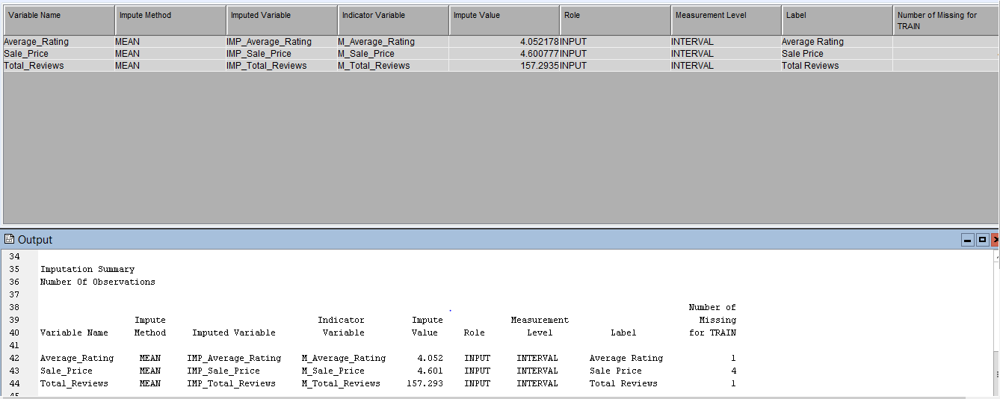 Variable Name Impute Method Imputed Variable Indicator Variable Impute Value Role Measurement Level Label Number of Missing for
TRAIN
Average_Rating MEAN IMP_Average_Rating M_Average_Rating 4.052178 INPUT INTERVAL Average Rating
Sale_Price MEAN IMP_Sale_Price M_Sale_Price 4.600777 INPUT INTERVAL Sale Price
Total_Reviews MEAN IMP_Total_Reviews M_Total_Reviews 157.2935 INPUT INTERVAL Total Reviews
Output
34
35 Imputation Summary
36 Number Of Observations
37
38 Number of
39 Impute Indicator Impute Measurement Missing
40 Variable Name Method Imputed Variable Variable Value Role Level Label for TRAIN
41
42 Average_Rating MEAN IMP_Average_Rating M_Average_Rating 4.052 INPUT INTERVAL Average Rating 1
43 Sale_Price MEAN IMP_Sale_Price M_Sale_Price 4.601 INPUT INTERVAL Sale Price 4
44 Total_Reviews MEAN IMP_Total_Reviews M_Total_Reviews 157.293 INPUT INTERVAL Total Reviews 1